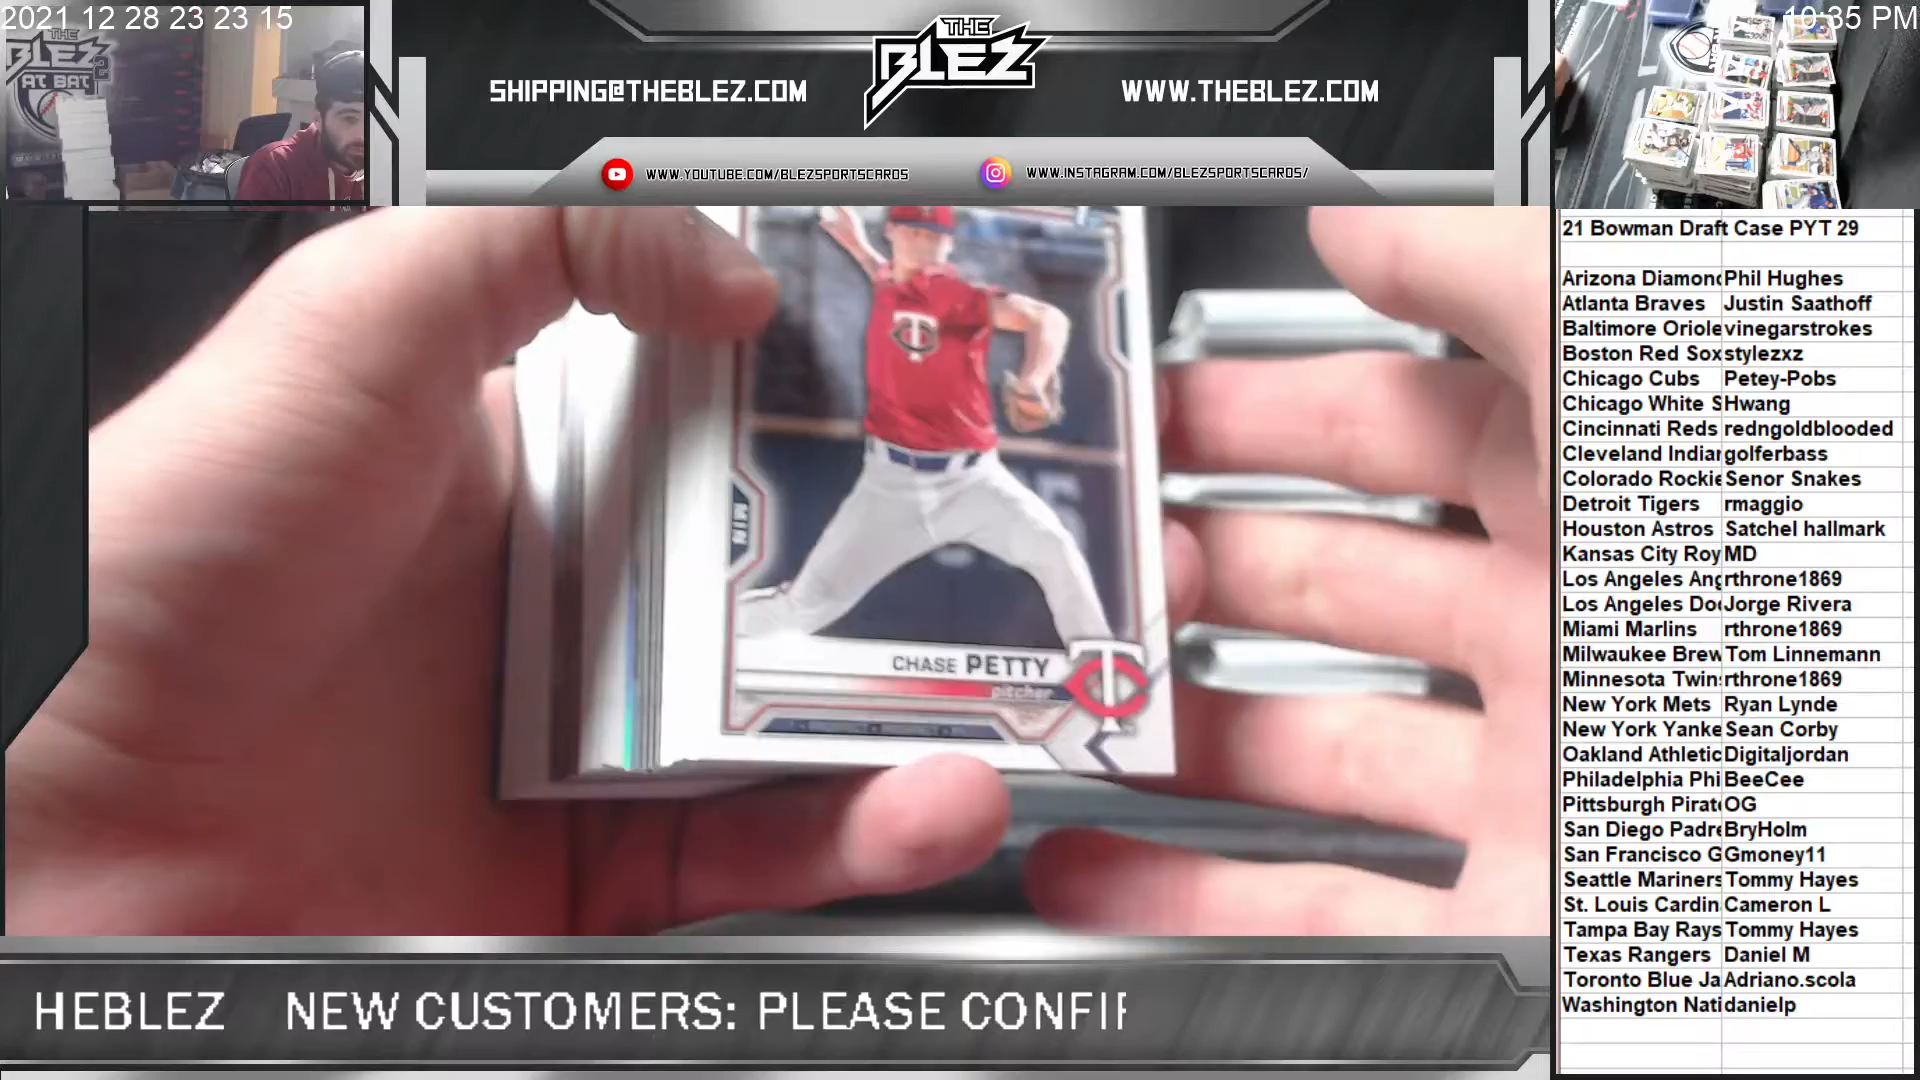 2021 12 28 23 23 15
10:35 PM
THE
BLEZ
AT BAT
SHIPPING@THEBLEZ.COM
THE
BLEZ
WWW.THEBLEZ.COM
WWW.YOUTUBE.COM/BLEZSPORTSCARDS
WWW.INSTAGRAM.COM/BLEZSPORTSCARDS/
21 Bowman Draft Case PYT 29
Arizona Diamond Phil Hughes
Atlanta Braves Justin Saathoff
Baltimore Oriole vinegarstrokes
Boston Red Sox stylezxz
Chicago Cubs Petey-Pobs
Chicago White S Hwang
Cincinnati Reds redngoldblooded
Cleveland Indian golferbass
Colorado Rockie Senor Snakes
Detroit Tigers rmaggio
Houston Astros Satchel hallmark
Kansas City Roy MD
Los Angeles Ang rthrone1869
Los Angeles Dod Jorge Rivera
Miami Marlins rthrone1869
Milwaukee Brew Tom Linnemann
Minnesota Twins rthrone1869
New York Mets Ryan Lynde
New York Yanke Sean Corby
Oakland Athletic Digitaljordan
Philadelphia Phi BeeCee
Pittsburgh Pirat OG
San Diego Padre BryHolm
San Francisco G Gmoney11
Seattle Mariners Tommy Hayes
St. Louis Cardin Cameron L
Tampa Bay Rays Tommy Hayes
Texas Rangers Daniel M
Toronto Blue Ja Adriano.scola
Washington Nati danielp
MIN
CHASE PETTY
pitcher
HEBLEZ NEW CUSTOMERS: PLEASE CONFIR